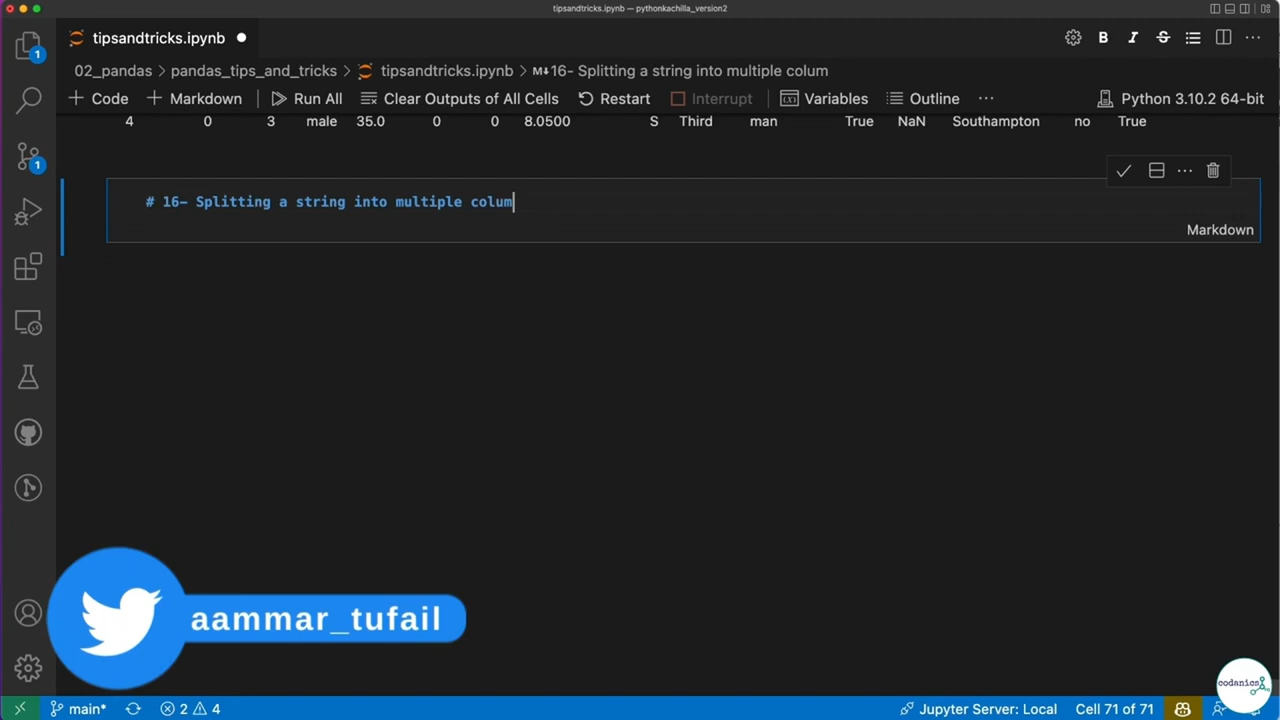 tipsandtricks.ipynb — pythonkachilla_version2
tipsandtricks.ipynb
02_pandas > pandas_tips_and_tricks > tipsandtricks.ipynb > M↓16- Splitting a string into multiple colum
+ Code + Markdown Run All Clear Outputs of All Cells Restart Interrupt Variables Outline ··· Python 3.10.2 64-bit
4 0 3 male 35.0 0 0 8.0500 S Third man True NaN Southampton no True
# 16- Splitting a string into multiple colum
Markdown
1
1
aammar_tufail
codanics
main* 2 4 Jupyter Server: Local Cell 71 of 71